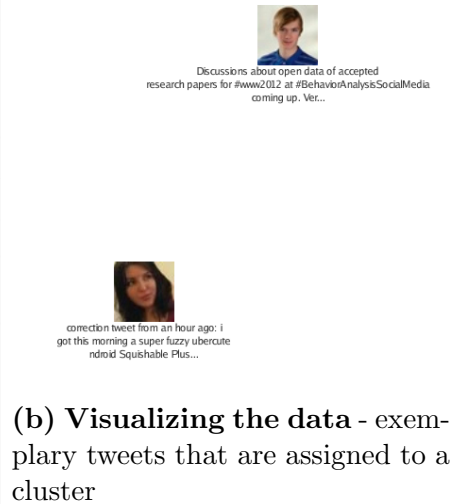 Discussions about open data of accepted
research papers for #www2012 at #BehaviorAnalysisSocialMedia
coming up. Ver...
correction tweet from an hour ago: i
got this morning a super fuzzy ubercute
ndroid Squishable Plus...
(b) Visualizing the data - exem-
plary tweets that are assigned to a
cluster